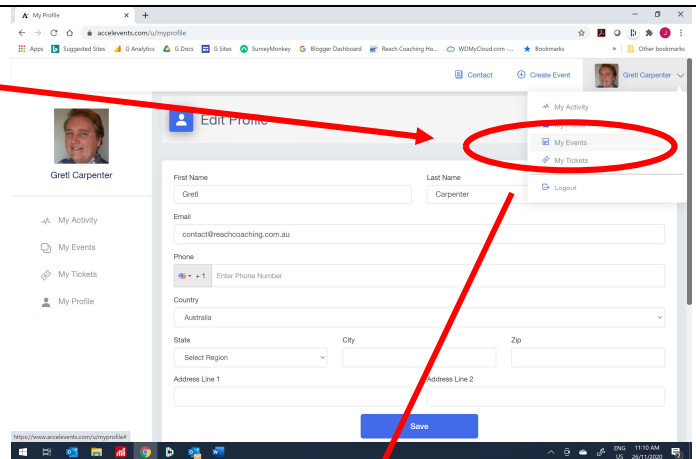 My Profile
accelevents.com/u/myprofile
Apps Suggested Sites G Analytics G Docs G Sites SurveyMonkey Blogger Dashboard Reach Coaching Ho... WDMyCloud.com -... Bookmarks » Other bookmarks
Contact Create Event Gretl Carpenter
My Activity
My Events
My Tickets
Logout
Edit Profile
Gretl Carpenter
My Activity
My Events
My Tickets
My Profile
First Name Last Name
Gretl Carpenter
Email
contact@reachcoaching.com.au
Phone
+ 1 Enter Phone Number
Country
Australia
State City Zip
Select Region
Address Line 1 Address Line 2
Save
https://www.accelevents.com/u/myprofile#
ENG 11:10 AM
US 26/11/2020